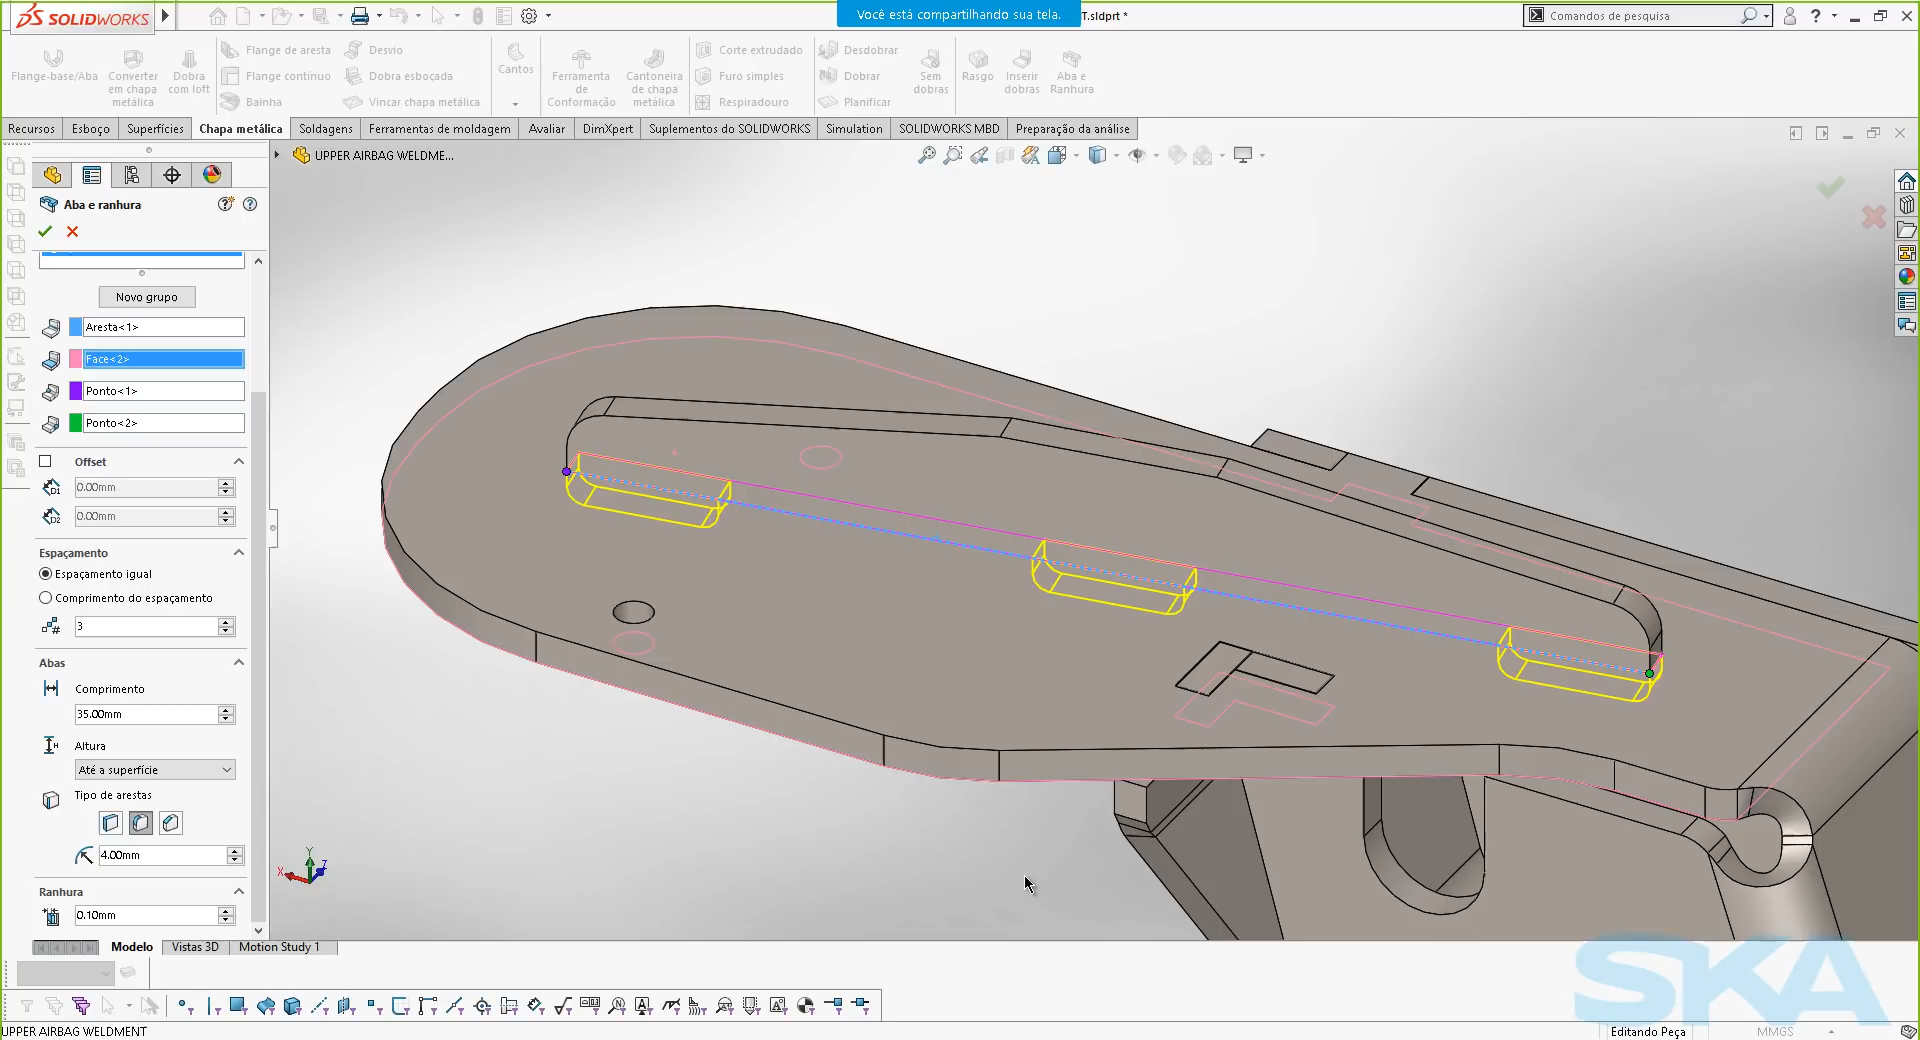 SOLIDWORKS
Você está compartilhando sua tela.
T.sldprt *
Comandos de pesquisa
Flange-base/Aba
Converter em chapa metálica
Dobra com loft
Flange de aresta
Flange contínuo
Bainha
Desvio
Dobra esboçada
Vincar chapa metálica
Cantos
Ferramenta de Conformação
Cantoneira de chapa metálica
Corte extrudado
Furo simples
Respiradouro
Desdobrar
Dobrar
Planificar
Sem dobras
Rasgo
Inserir dobras
Aba e Ranhura
Recursos
Esboço
Superfícies
Chapa metálica
Soldagens
Ferramentas de moldagem
Avaliar
DimXpert
Suplementos do SOLIDWORKS
Simulation
SOLIDWORKS MBD
Preparação da análise
UPPER AIRBAG WELDME...
Aba e ranhura
Novo grupo
Aresta<1>
Face<2>
Ponto<1>
Ponto<2>
Offset
0.00mm
0.00mm
Espaçamento
Espaçamento igual
Comprimento do espaçamento
3
Abas
Comprimento
35.00mm
Altura
Até a superfície
Tipo de arestas
4.00mm
Ranhura
0.10mm
X
Y
Z
Modelo
Vistas 3D
Motion Study 1
SKA
UPPER AIRBAG WELDMENT
Editando Peça
MMGS